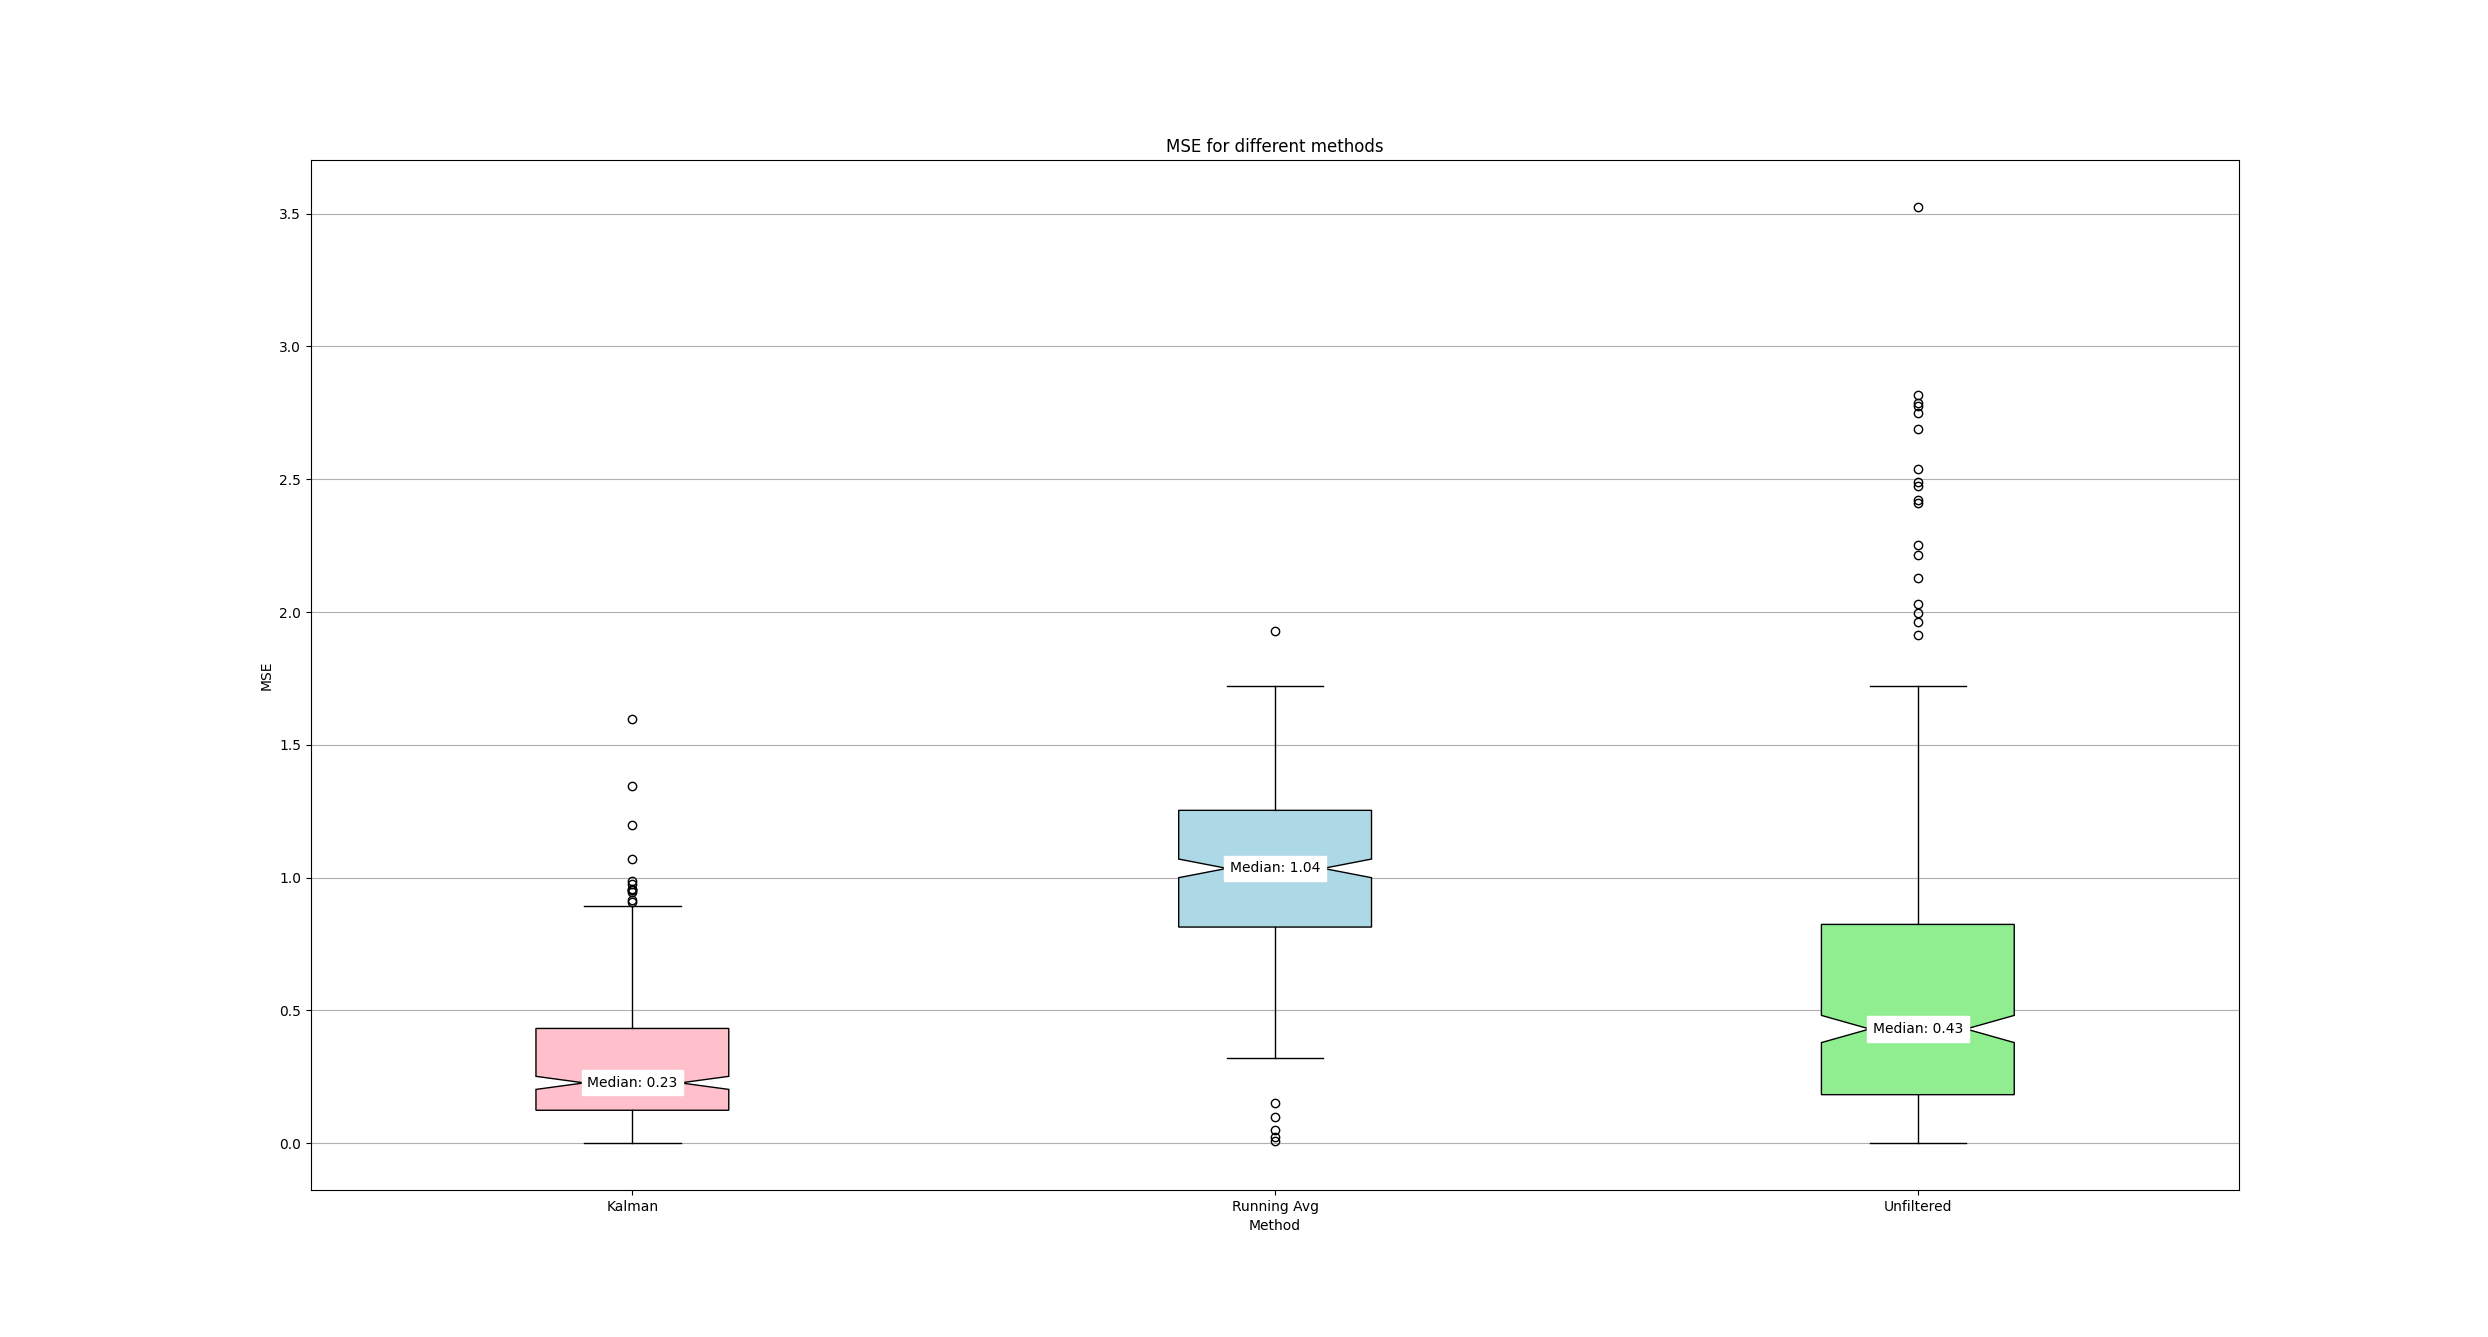 MSE for different methods
3.5
3.0
2.5
2.0
1.5
1.0
0.5
0.0
MSE
Median: 0.23
Median: 1.04
Median: 0.43
Kalman
Running Avg
Unfiltered
Method